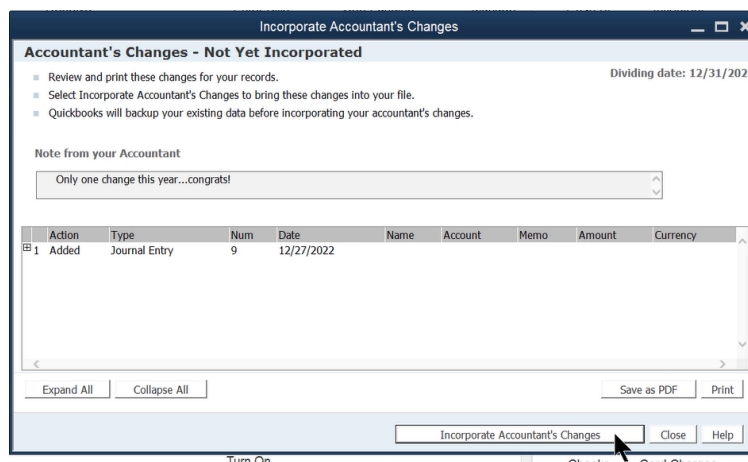 Incorporate Accountant's Changes
Accountant's Changes - Not Yet Incorporated
Dividing date: 12/31/202
Review and print these changes for your records.
Select Incorporate Accountant's Changes to bring these changes into your file.
Quickbooks will backup your existing data before incorporating your accountant's changes.
Note from your Accountant
Only one change this year...congrats!
Action Type Num Date Name Account Memo Amount Currency
1 Added Journal Entry 9 12/27/2022
Expand All Collapse All Save as PDF Print
Incorporate Accountant's Changes Close Help
Turn On